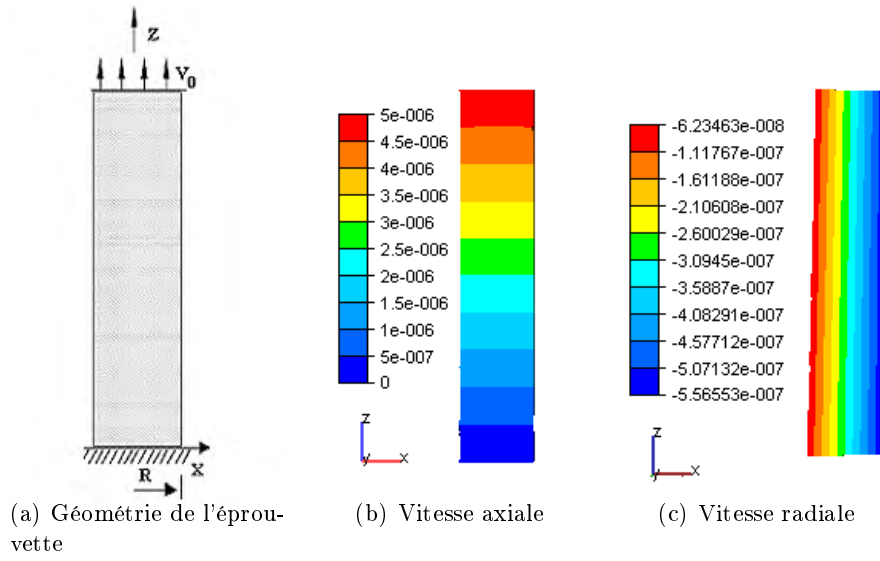 Z
V0
X
R
5e-006
4.5e-006
4e-006
3.5e-006
3e-006
2.5e-006
2e-006
1.5e-006
1e-006
5e-007
0
z
y
x
-6.23463e-008
-1.11767e-007
-1.61188e-007
-2.10608e-007
-2.60029e-007
-3.0945e-007
-3.5887e-007
-4.08291e-007
-4.57712e-007
-5.07132e-007
-5.56553e-007
z
y
x
(a) Géométrie de l'éprou-
vette
(b) Vitesse axiale
(c) Vitesse radiale